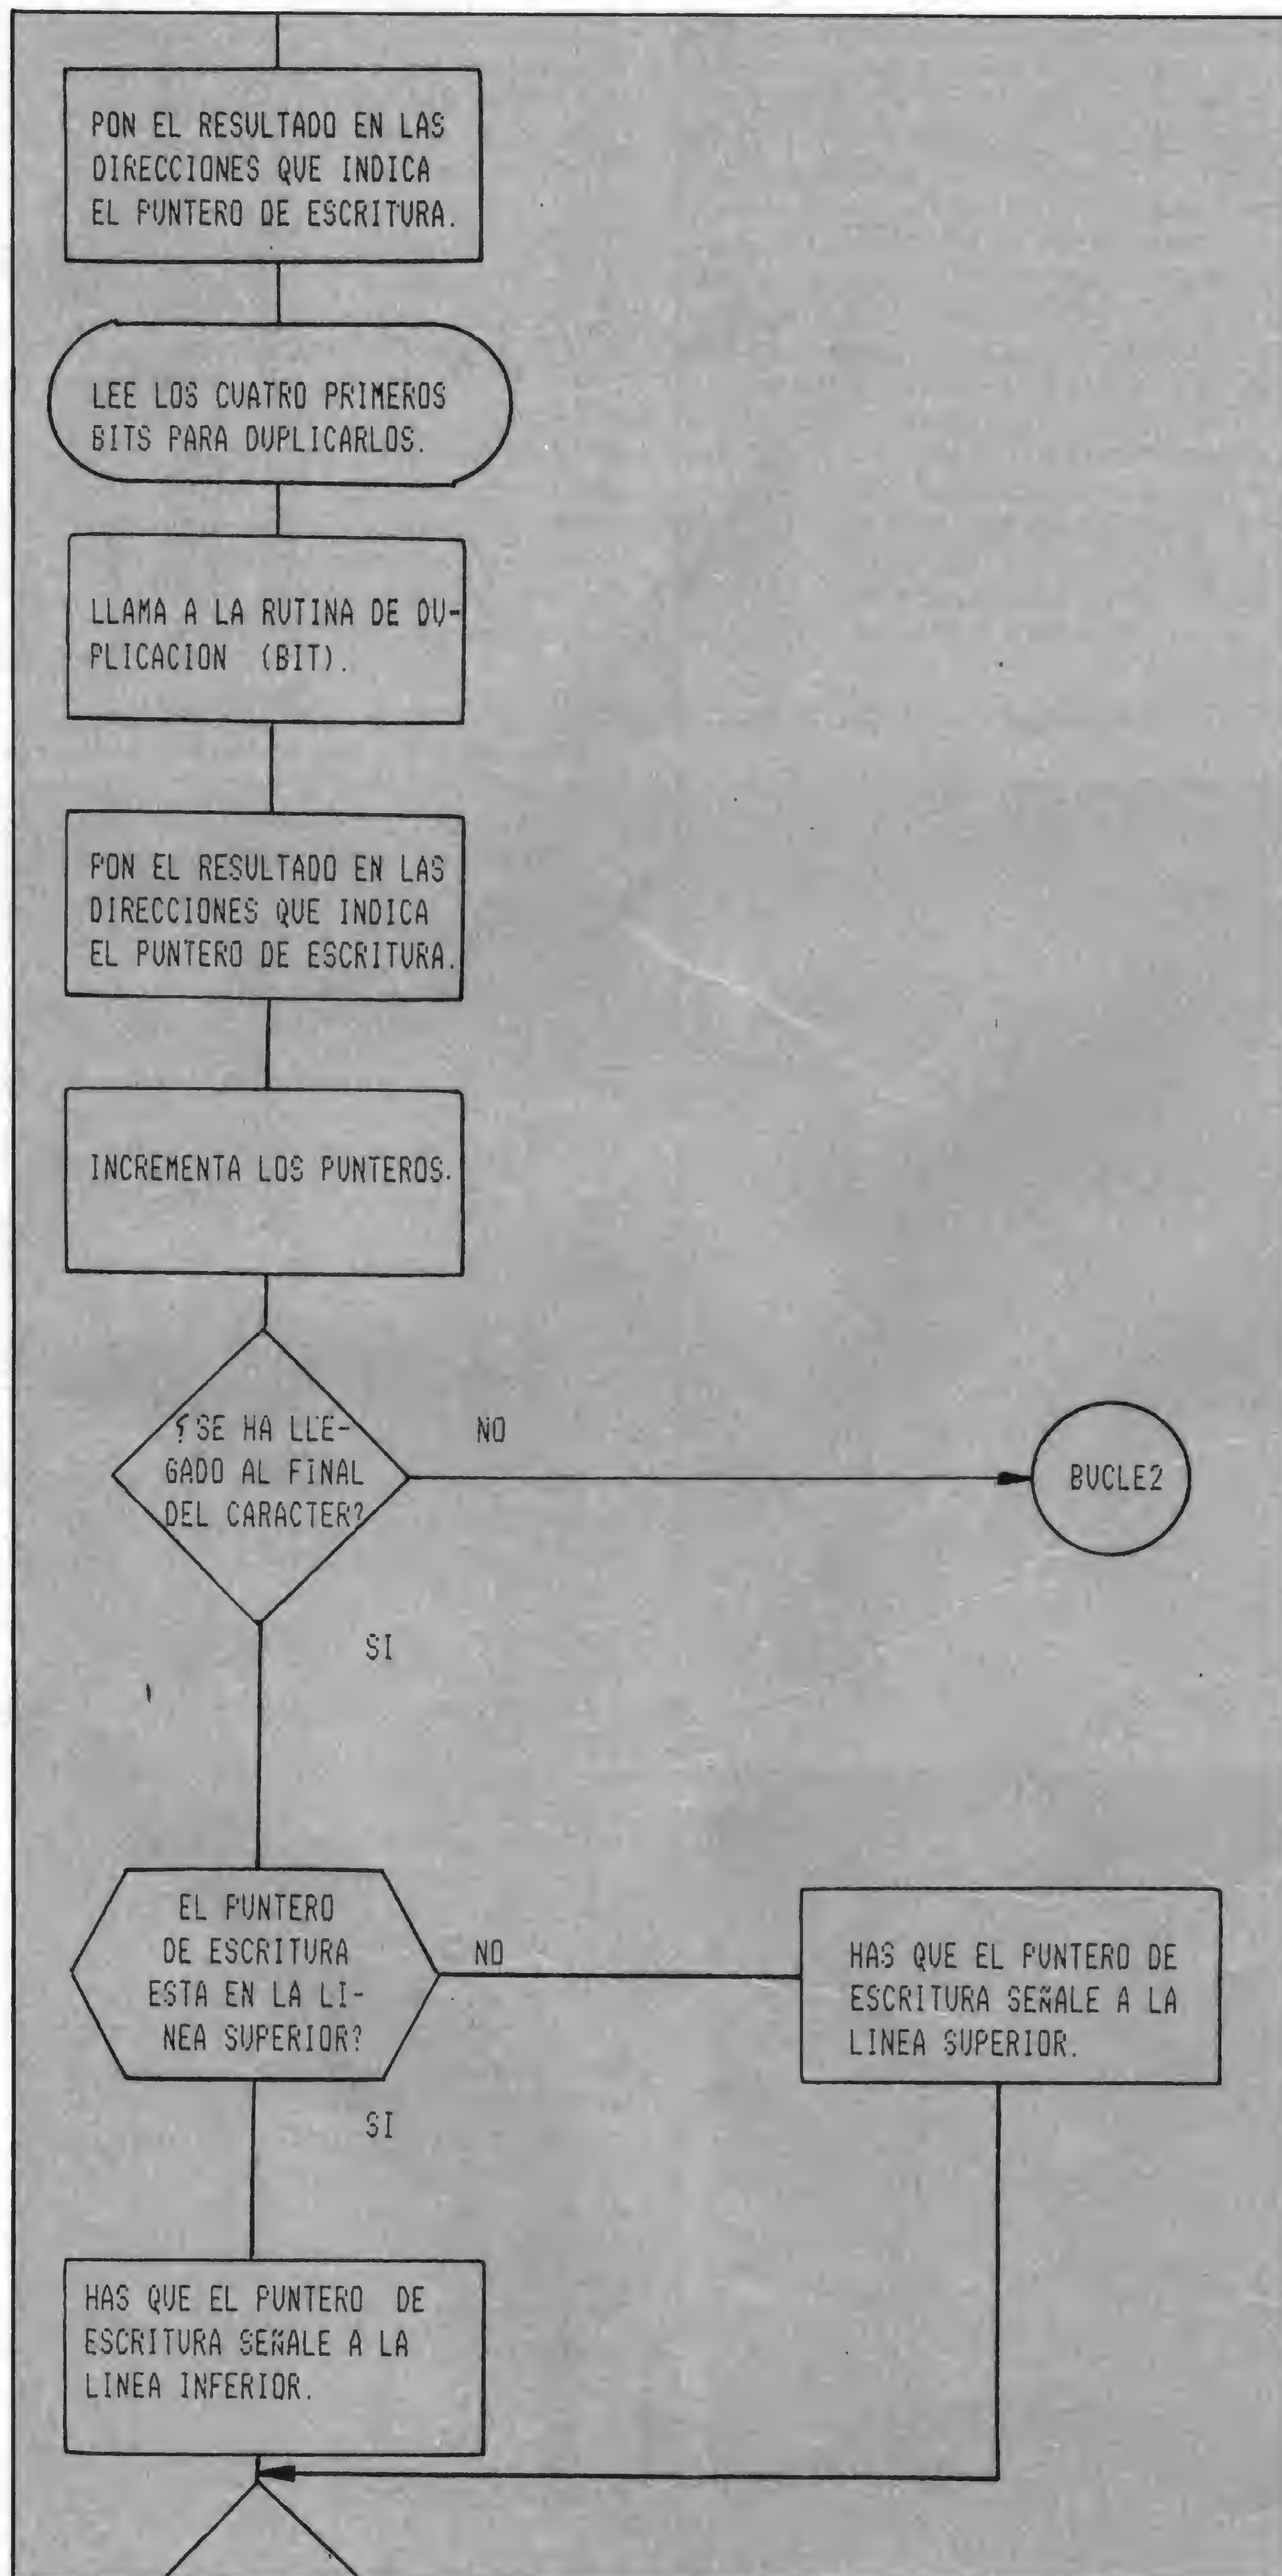 PON EL RESULTADO EN LAS
DIRECCIONES QUE INDICA
EL PUNTERO DE ESCRITURA.
LEE LOS CUATRO PRIMEROS
BITS PARA DUPLICARLOS.
LLAMA A LA RUTINA DE DU-
PLICACION (BIT).
PON EL RESULTADO EN LAS
DIRECCIONES QUE INDICA
EL PUNTERO DE ESCRITURA.
INCREMENTA LOS PUNTEROS.
¿SE HA LLE-
GADO AL FINAL
DEL CARACTER?
NO
BUCLE2
SI
EL PUNTERO
DE ESCRITURA
ESTA EN LA LI-
NEA SUPERIOR?
NO
HAS QUE EL PUNTERO DE
ESCRITURA SEÑALE A LA
LINEA SUPERIOR.
SI
HAS QUE EL PUNTERO DE
ESCRITURA SEÑALE A LA
LINEA INFERIOR.